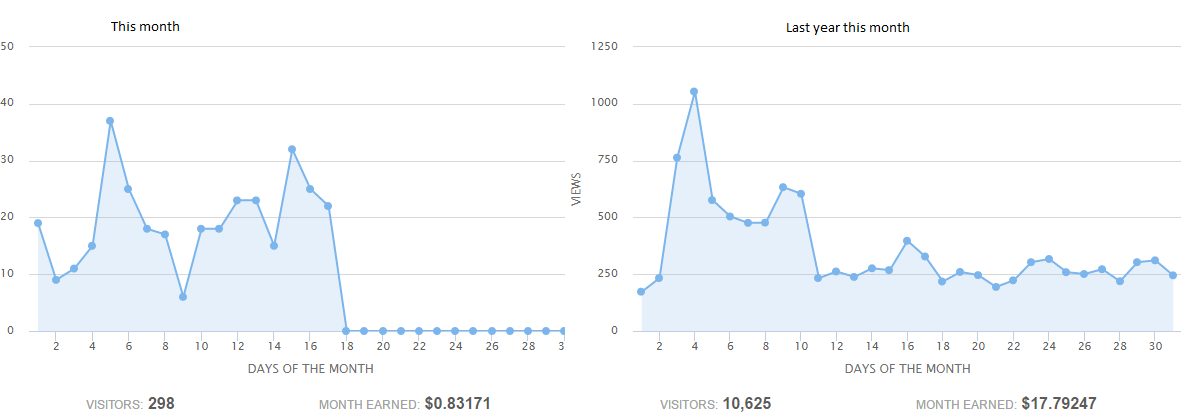 This month
50
40
30
20
10
0
2 4 6 8 10 12 14 16 18 20 22 24 26 28 3
DAYS OF THE MONTH
VISITORS: 298 MONTH EARNED: $0.83171
Last year this month
VIEWS
1250
1000
750
500
250
0
2 4 6 8 10 12 14 16 18 20 22 24 26 28 30
DAYS OF THE MONTH
VISITORS: 10,625 MONTH EARNED: $17.79247